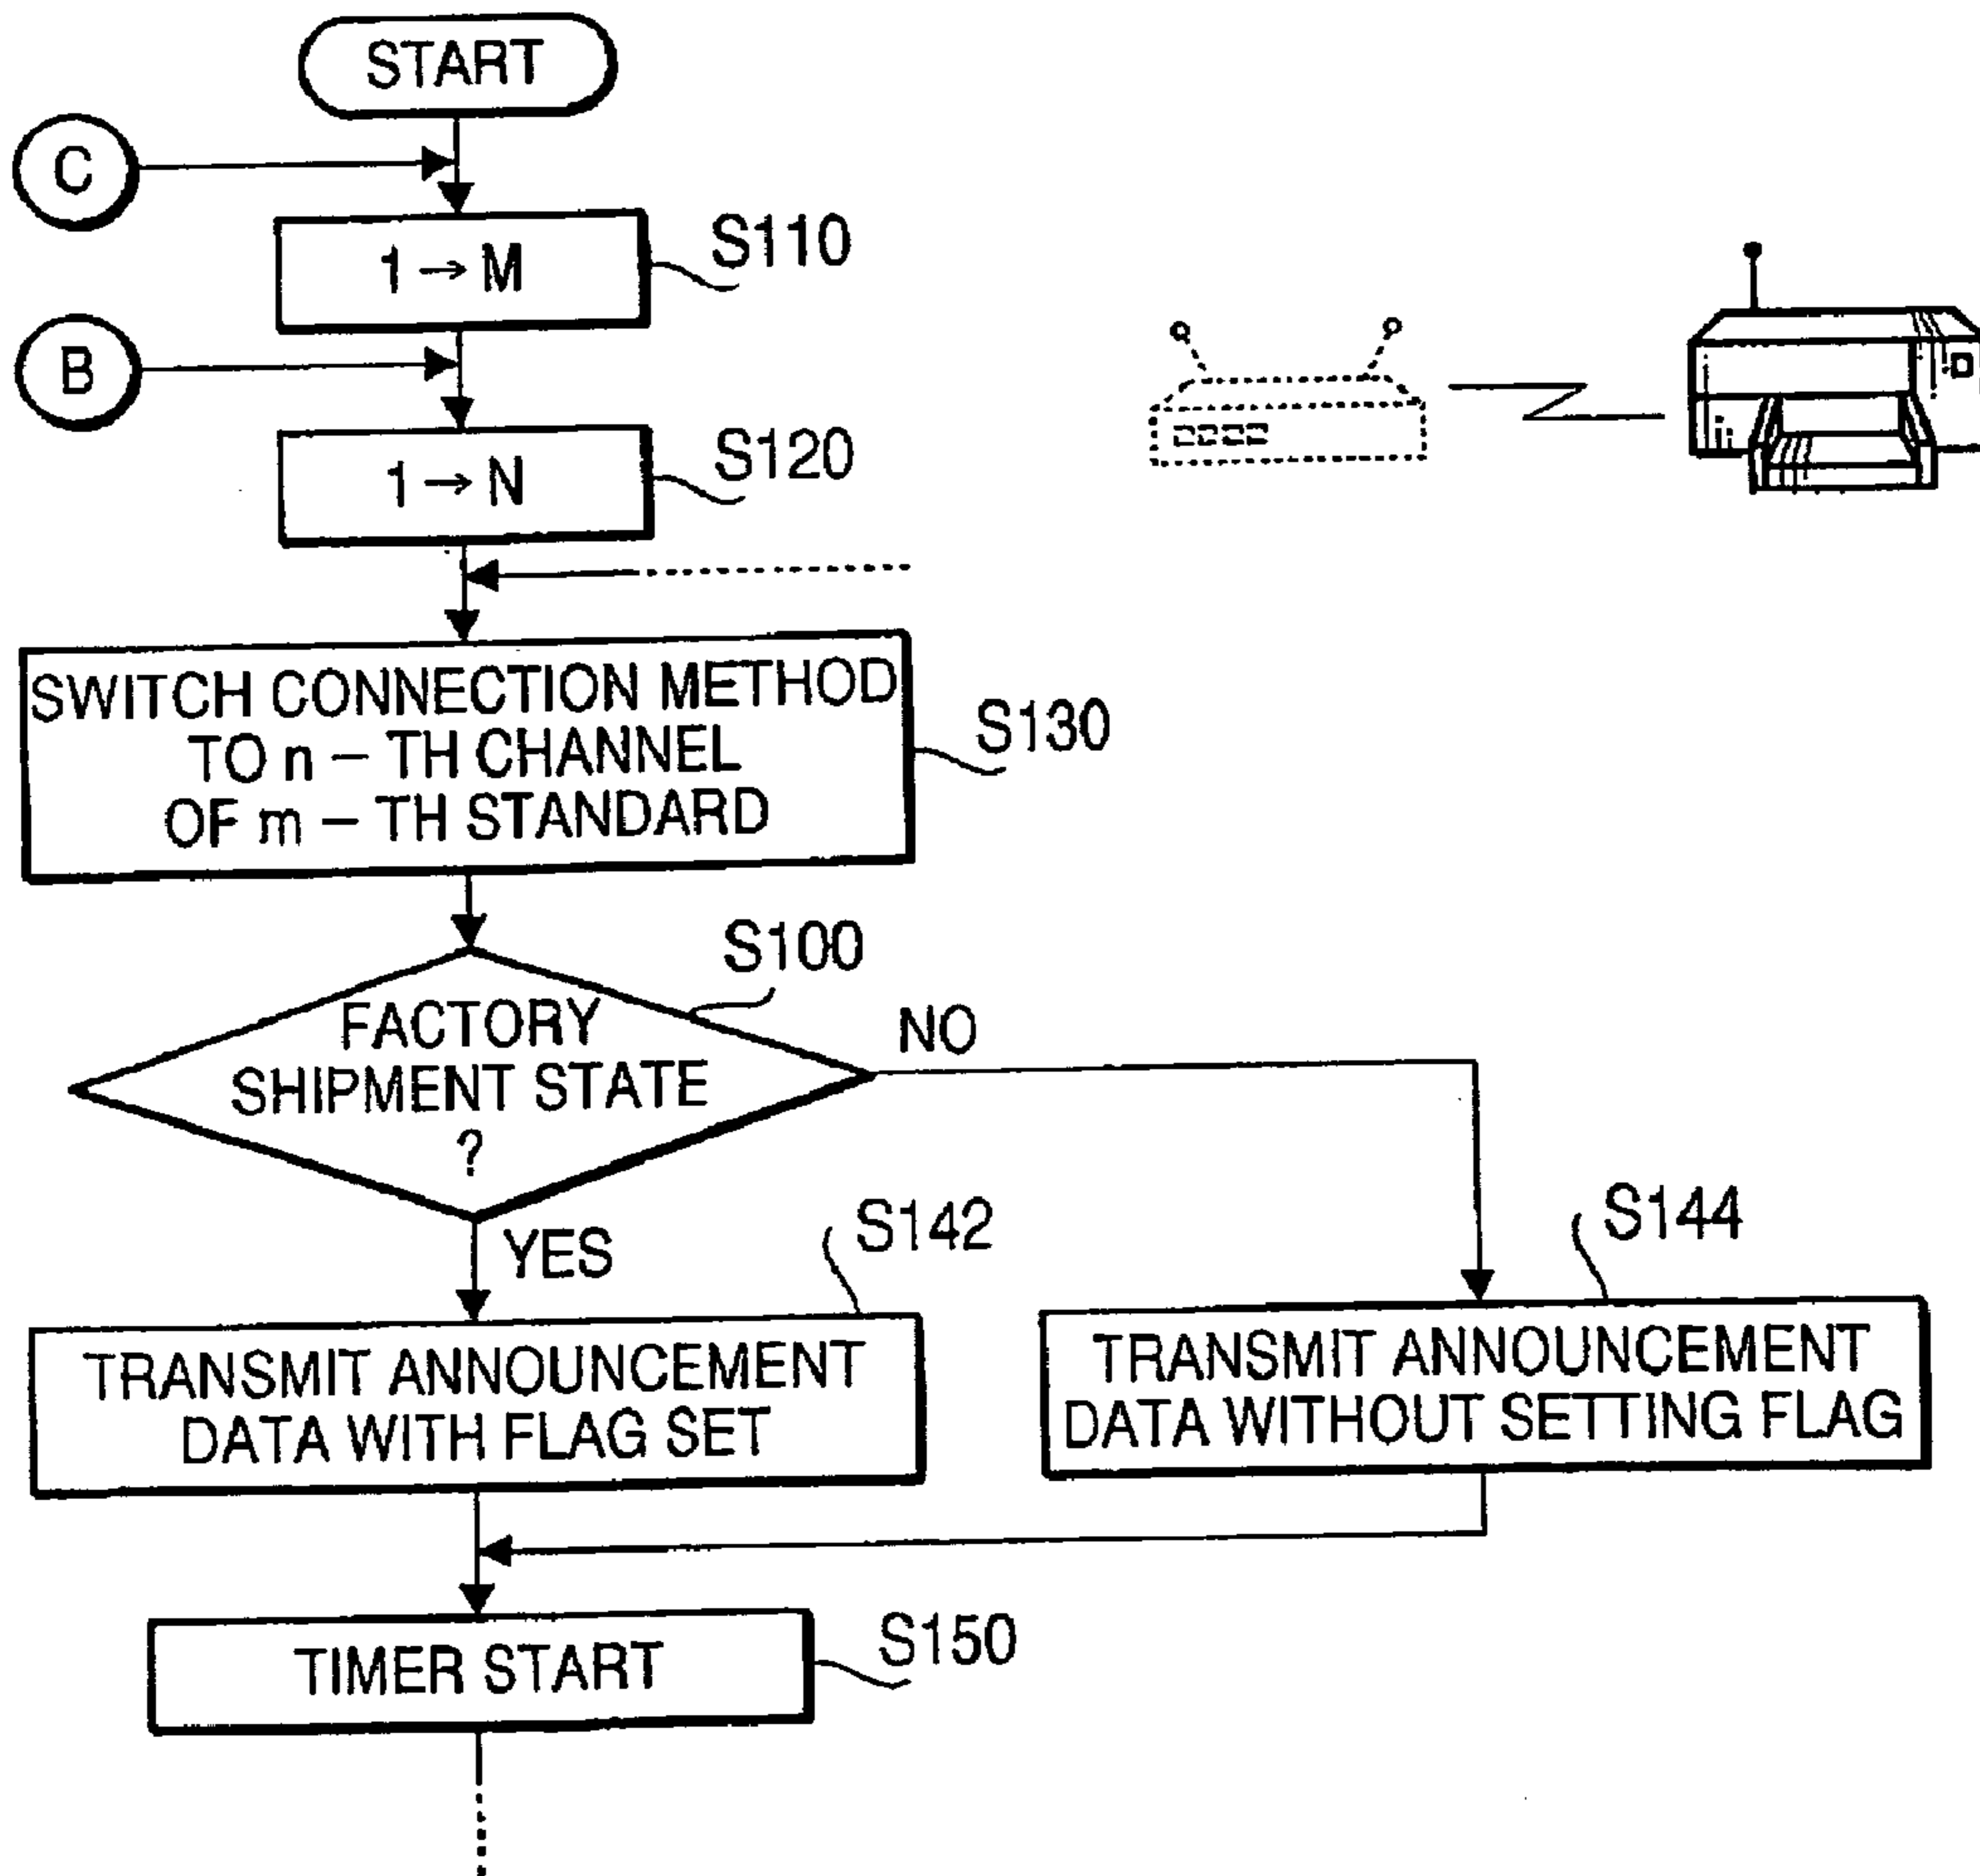 START
C
1 → M
S110
B
1 → N
S120
SWITCH CONNECTION METHOD
TO n – TH CHANNEL
OF m – TH STANDARD
S130
S100
FACTORY
SHIPMENT STATE
?
NO
YES
S142
S144
TRANSMIT ANNOUNCEMENT
DATA WITH FLAG SET
TRANSMIT ANNOUNCEMENT
DATA WITHOUT SETTING FLAG
TIMER START
S150